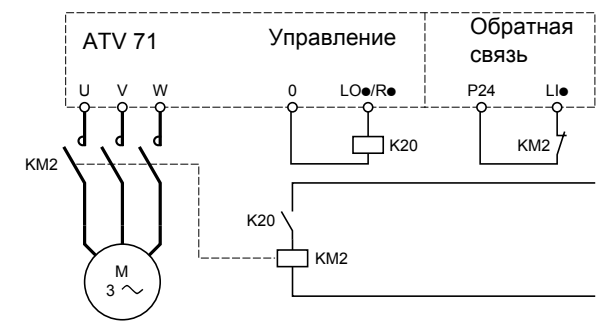 ATV 71
Управление
Обратная
связь
U V W
0 LO●/R●
P24 LI●
K20
KM2
KM2
K20
KM2
M
3 ~